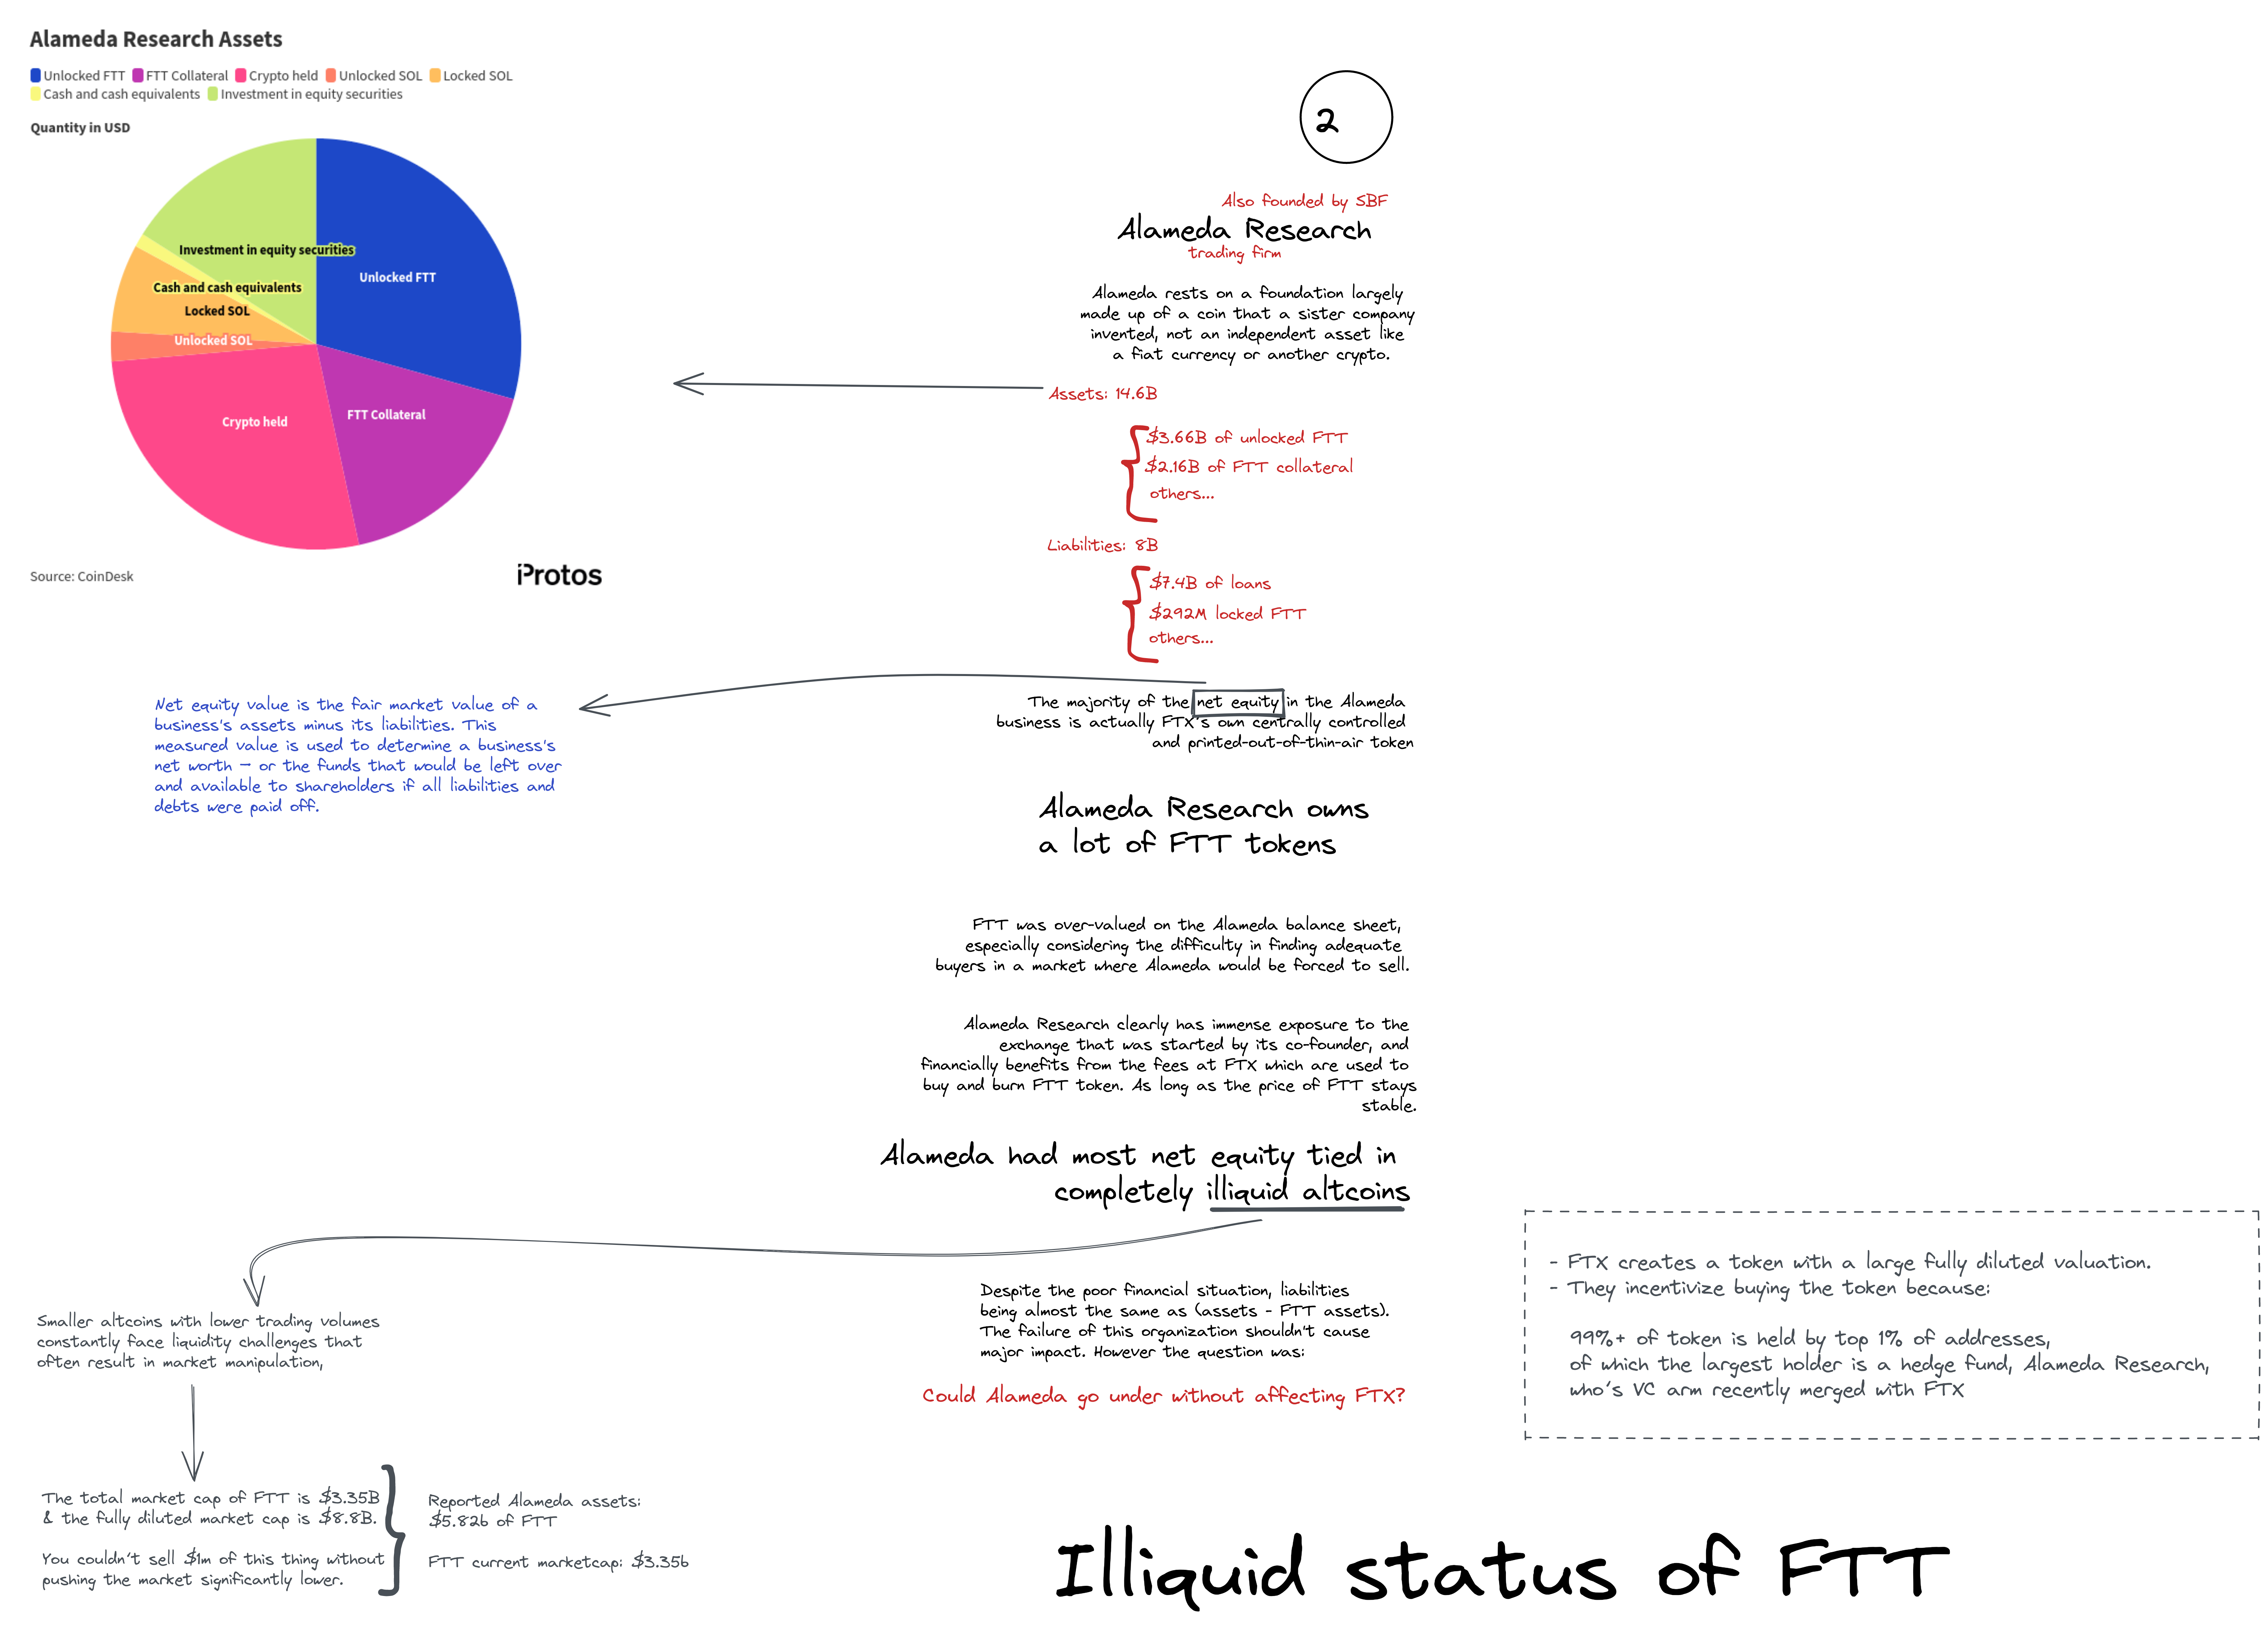 Alameda Research Assets
Unlocked FTT FTT Collateral Crypto held Unlocked SOL Locked SOL
Cash and cash equivalents Investment in equity securities
Quantity in USD
Investment in equity securities
Unlocked FTT
Cash and cash equivalents
Locked SOL
Unlocked SOL
FTT Collateral
Crypto held
Source: CoinDesk
Protos
2
Also founded by SBF
Alameda Research
trading firm
Alameda rests on a foundation largely
made up of a coin that a sister company
invented, not an independent asset like
a fiat currency or another crypto.
Assets: 14.6B
$3.66B of unlocked FTT
$2.16B of FTT collateral
others...
Liabilities: 8B
$7.4B of loans
$292M locked FTT
others...
The majority of the net equity in the Alameda
business is actually FTX's own centrally controlled
and printed-out-of-thin-air token
Net equity value is the fair market value of a
business's assets minus its liabilities. This
measured value is used to determine a business's
net worth — or the funds that would be left over
and available to shareholders if all liabilities and
debts were paid off.
Alameda Research owns
a lot of FTT tokens
FTT was over-valued on the Alameda balance sheet,
especially considering the difficulty in finding adequate
buyers in a market where Alameda would be forced to sell.
Alameda Research clearly has immense exposure to the
exchange that was started by its co-founder, and
financially benefits from the fees at FTX which are used to
buy and burn FTT token. As long as the price of FTT stays
stable.
Alameda had most net equity tied in
completely illiquid altcoins
Smaller altcoins with lower trading volumes
constantly face liquidity challenges that
often result in market manipulation,
The total market cap of FTT is $3.35B
& the fully diluted market cap is $8.8B.
You couldn't sell $1m of this thing without
pushing the market significantly lower.
Reported Alameda assets:
$5.82b of FTT
FTT current marketcap: $3.35b
Despite the poor financial situation, liabilities
being almost the same as (assets - FTT assets).
The failure of this organization shouldn't cause
major impact. However the question was:
Could Alameda go under without affecting FTX?
- FTX creates a token with a large fully diluted valuation.
- They incentivize buying the token because:
99%+ of token is held by top 1% of addresses,
of which the largest holder is a hedge fund, Alameda Research,
who's VC arm recently merged with FTX
Illiquid status of FTT